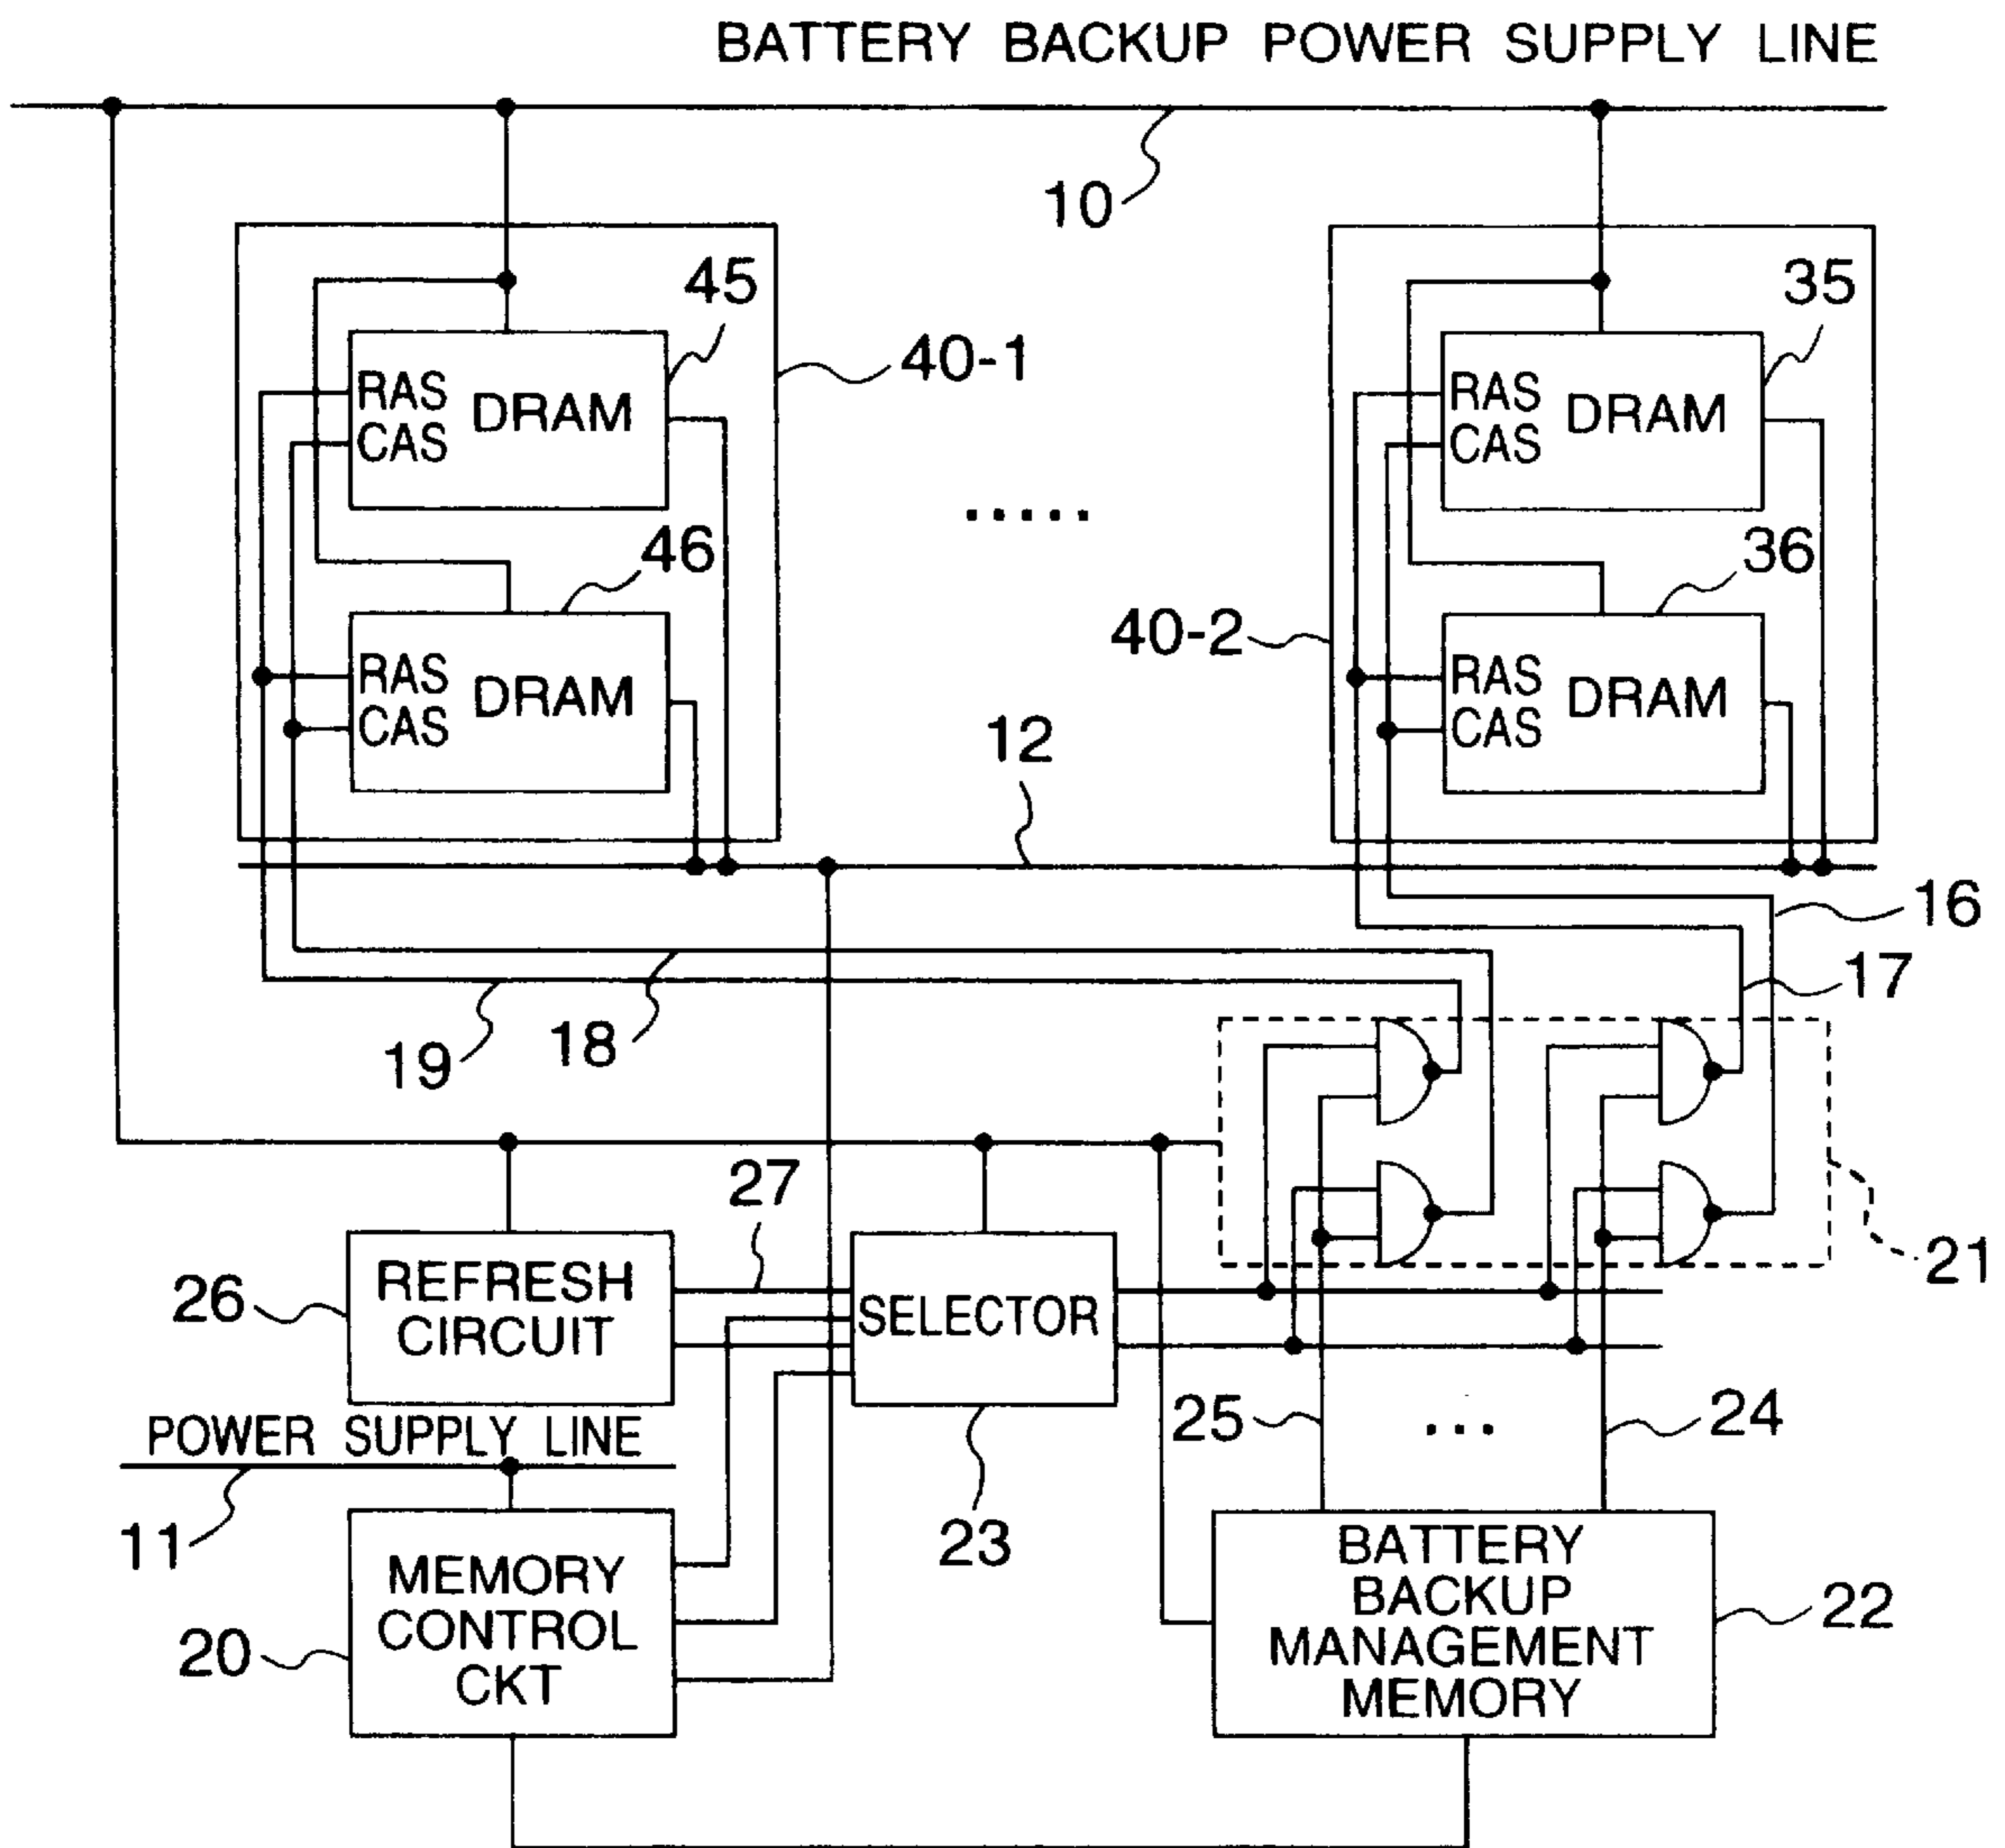 BATTERY BACKUP POWER SUPPLY LINE
10
45
35
40-1
RAS
CAS
DRAM
RAS
CAS
DRAM
.....
46
36
40-2
RAS
CAS
DRAM
RAS
CAS
DRAM
12
16
17
18
19
27
21
26
REFRESH
CIRCUIT
SELECTOR
25
...
24
POWER SUPPLY LINE
11
23
20
MEMORY
CONTROL
CKT
BATTERY
BACKUP
MANAGEMENT
MEMORY
22